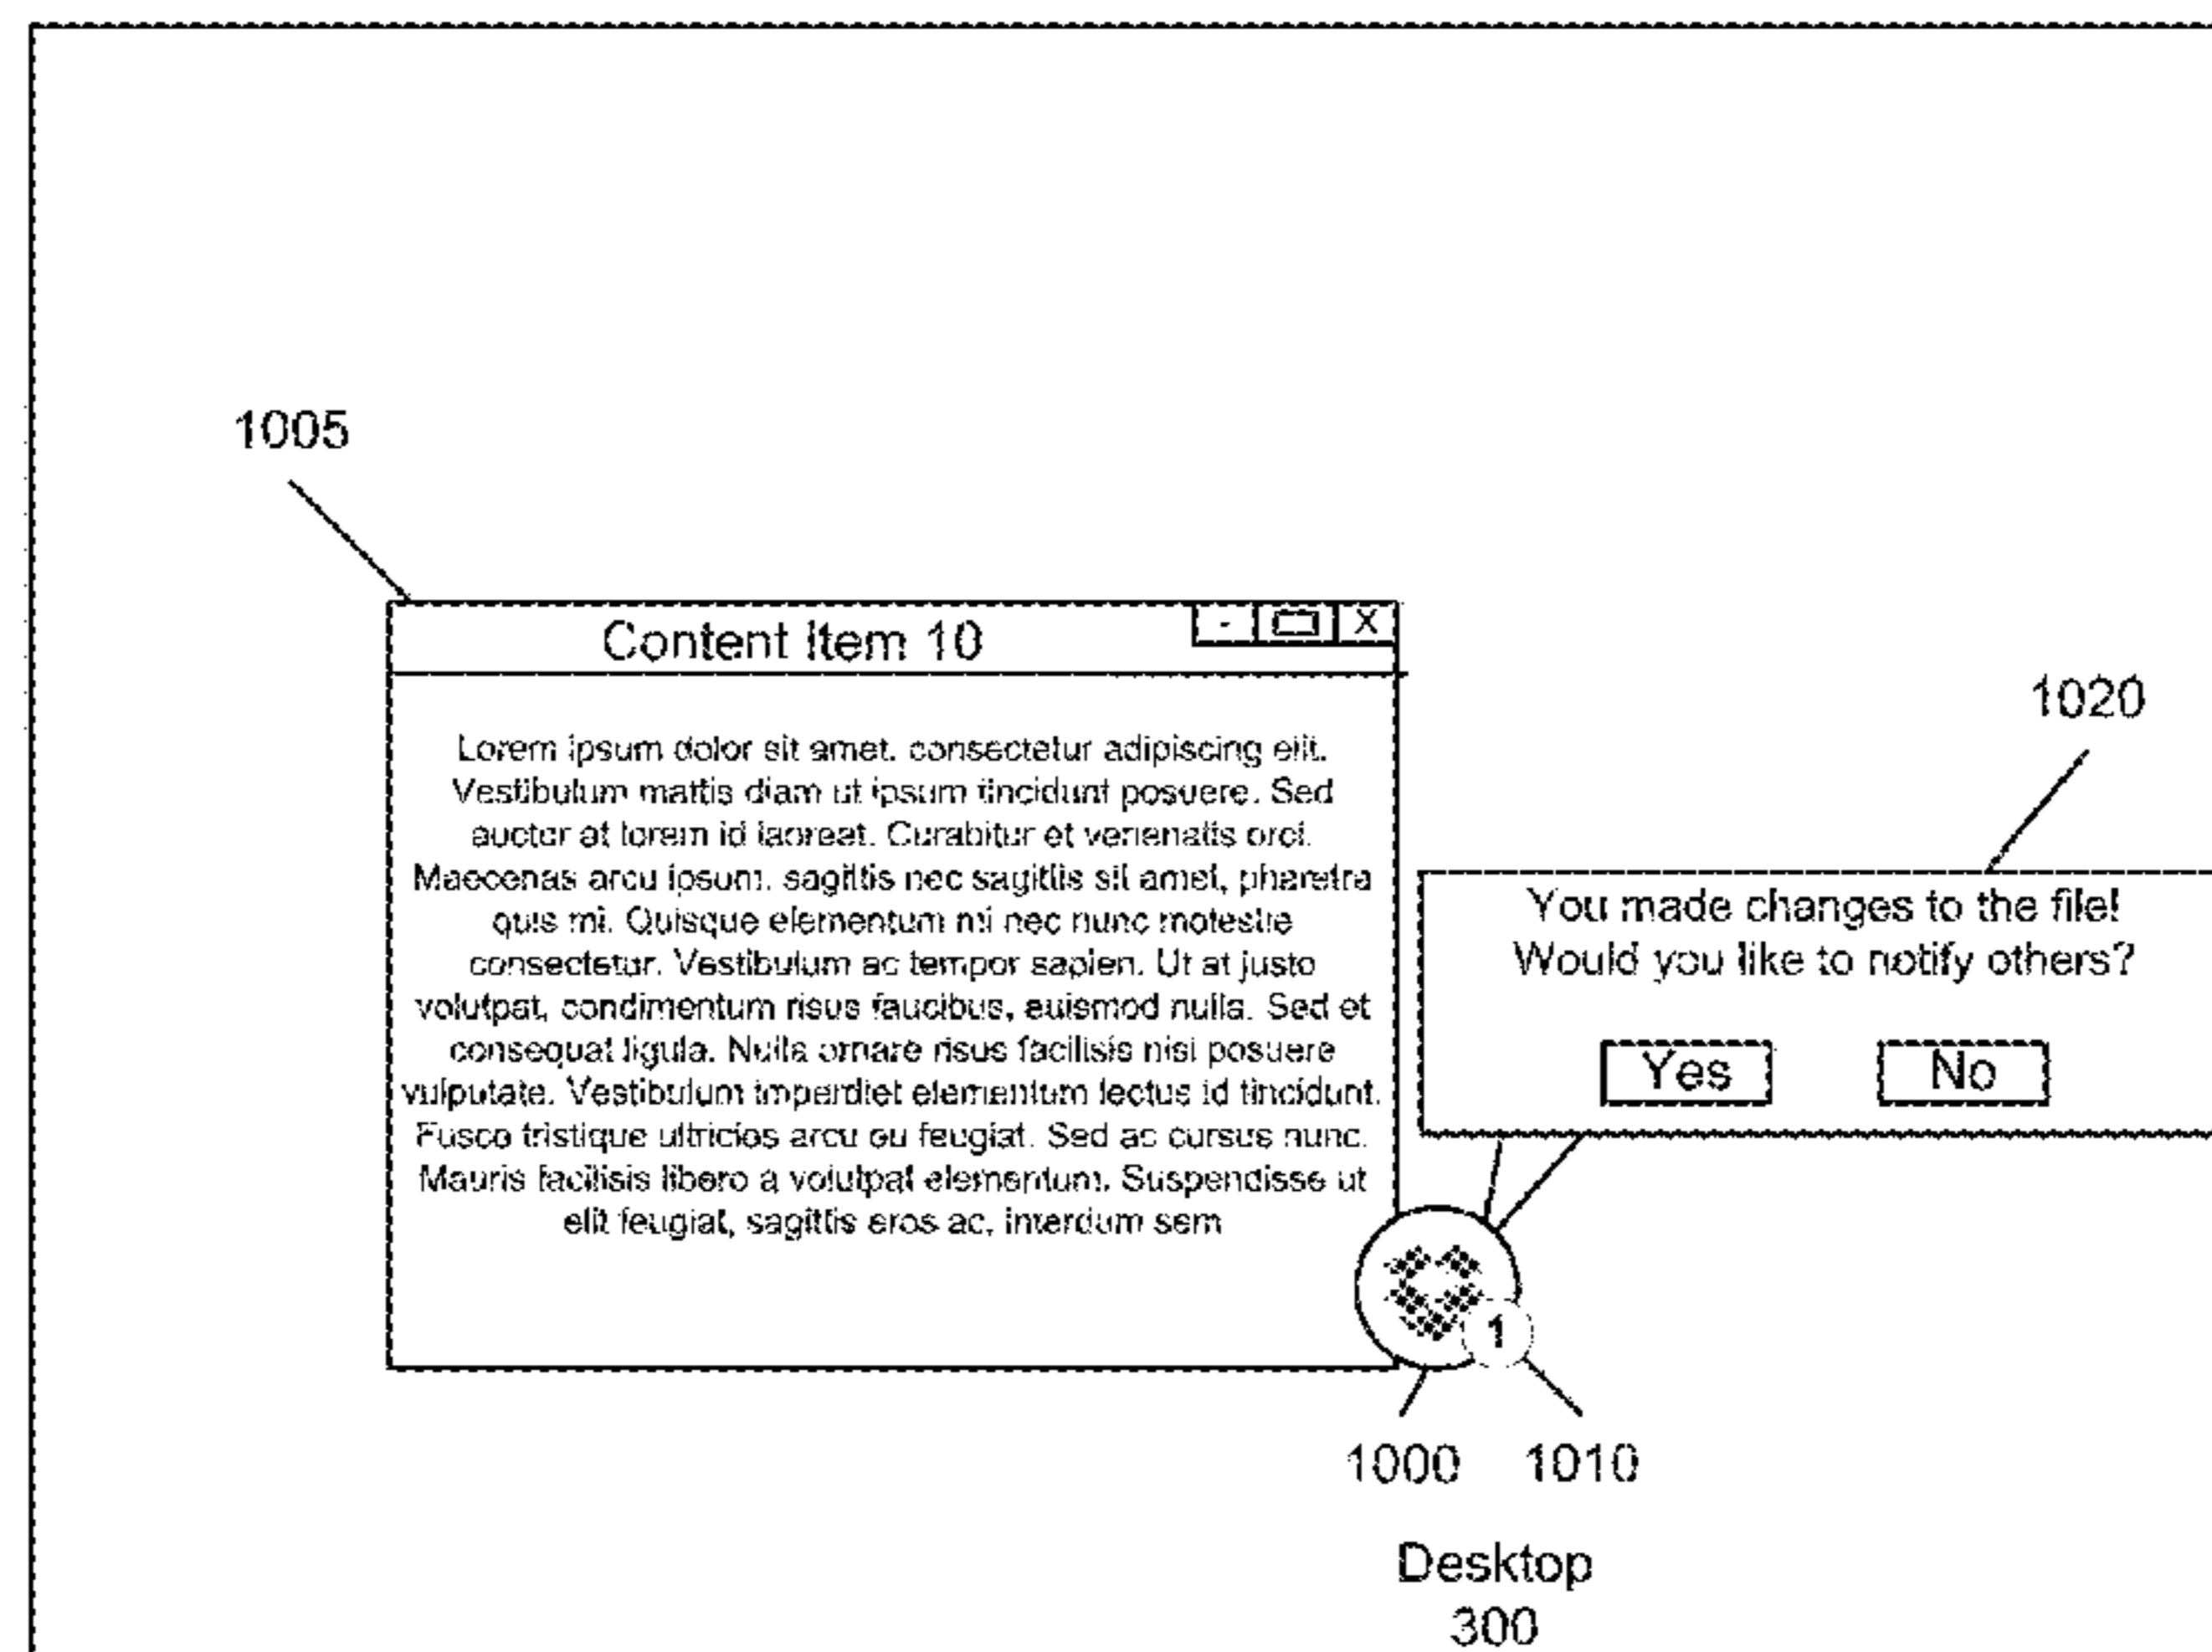 1005
Content Item 10
- X
Lorem ipsum dolor sit amet, consectetur adipiscing elit.
Vestibulum mattis diam ut ipsum tincidunt posuere. Sed
auctor at lorem id laoreet. Curabitur et venenatis orci.
Maecenas arcu ipsum, sagittis nec sagittis sit amet, pharetra
quis mi. Quisque elementum mi nec nunc molestie
consectetur. Vestibulum ac tempor sapien. Ut at justo
volutpat, condimentum risus faucibus, euismod nulla. Sed et
consequat ligula. Nulla ornare risus facilisis nisi posuere
vulputate. Vestibulum imperdiet elementum lectus id tincidunt.
Fusce tristique ultricies arcu eu feugiat. Sed ac cursus nunc.
Mauris facilisis libero a volutpat elementum. Suspendisse ut
elit feugiat, sagittis eros ac, interdum sem
1020
You made changes to the file!
Would you like to notify others?
Yes No
1
1000 1010
Desktop
300